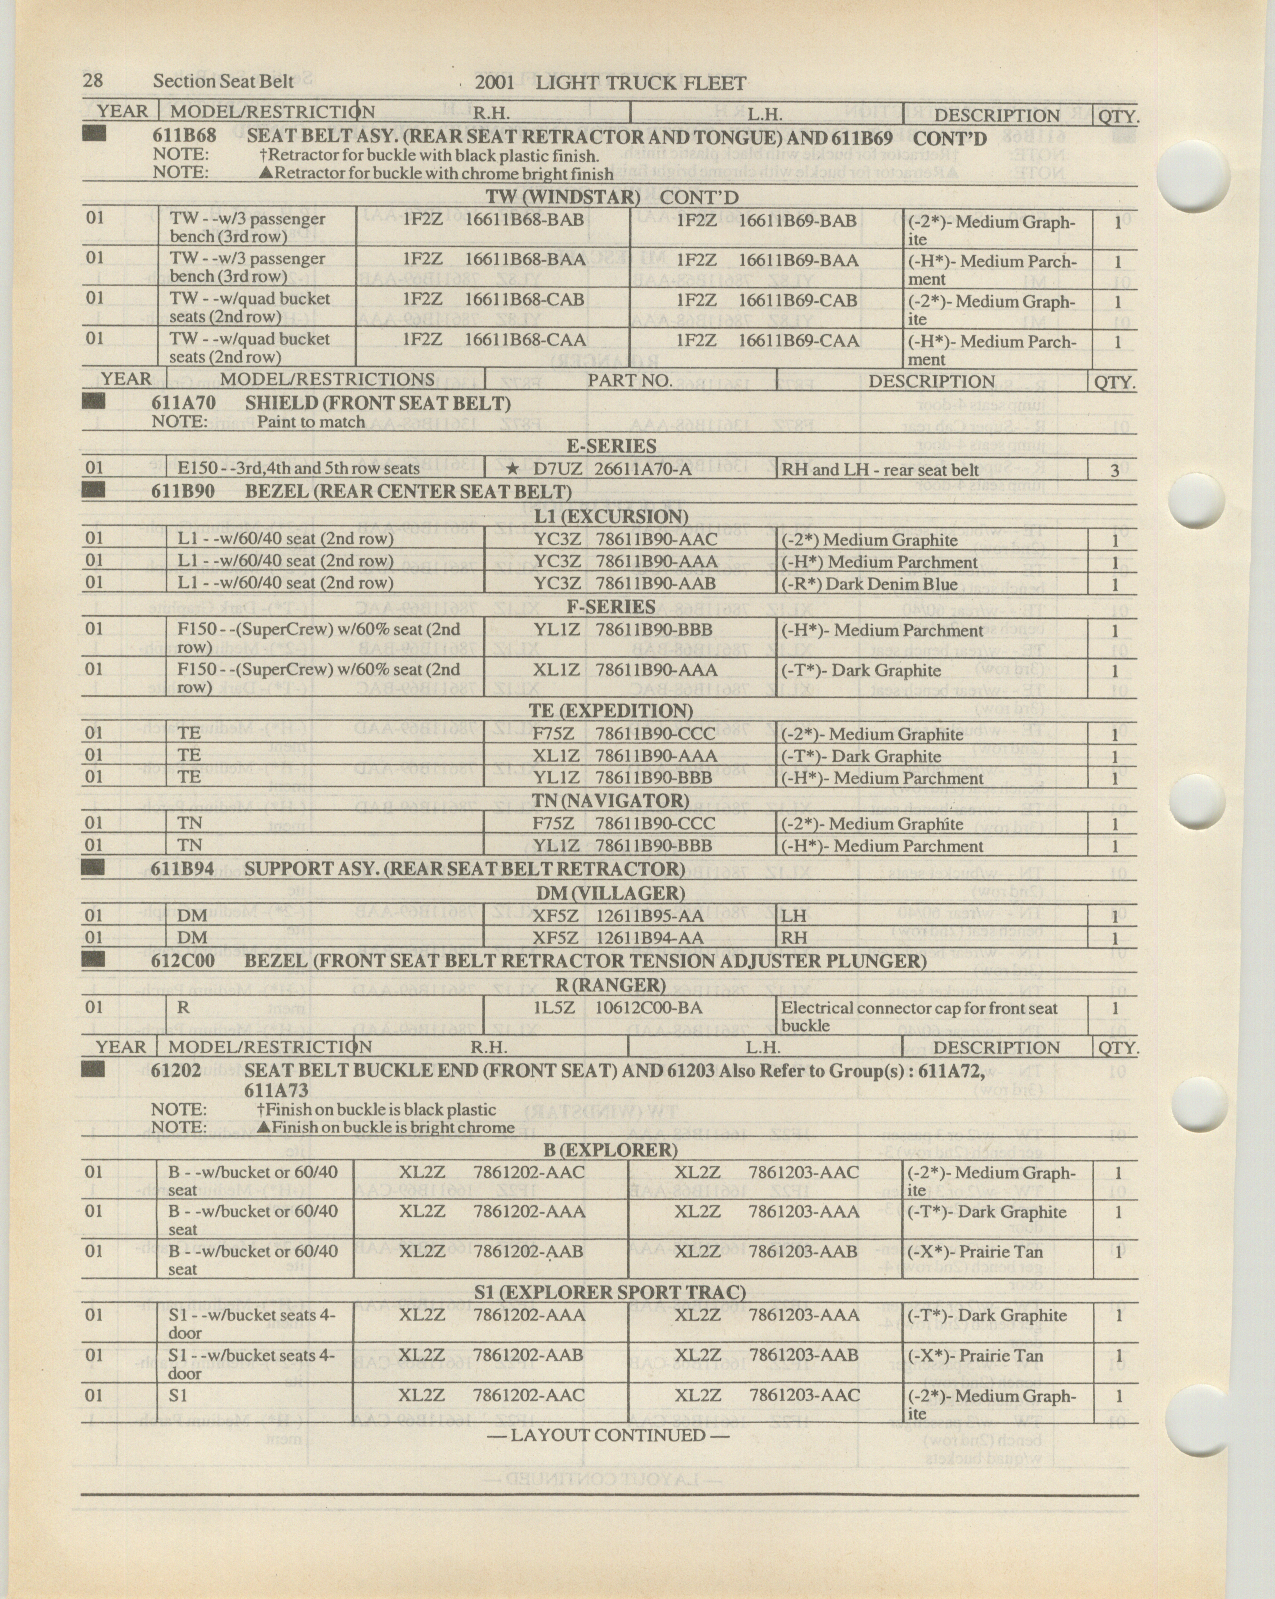 28 Section Seat Belt 2001 LIGHT TRUCK FLEET
YEAR MODEL/RESTRICTION R.H. L.H. DESCRIPTION QTY.
611B68 SEAT BELT ASY. (REAR SEAT RETRACTOR AND TONGUE) AND 611B69 CONT'D
NOTE: †Retractor for buckle with black plastic finish.
NOTE: ▲Retractor for buckle with chrome bright finish
TW (WINDSTAR) CONT'D
01 TW - -w/3 passenger 1F2Z 16611B68-BAB 1F2Z 16611B69-BAB (-2*)- Medium Graph- 1
bench (3rd row) ite
01 TW - -w/3 passenger 1F2Z 16611B68-BAA 1F2Z 16611B69-BAA (-H*)- Medium Parch- 1
bench (3rd row) ment
01 TW - -w/quad bucket 1F2Z 16611B68-CAB 1F2Z 16611B69-CAB (-2*)- Medium Graph- 1
seats (2nd row) ite
01 TW - -w/quad bucket 1F2Z 16611B68-CAA 1F2Z 16611B69-CAA (-H*)- Medium Parch- 1
seats (2nd row) ment
YEAR MODEL/RESTRICTIONS PART NO. DESCRIPTION QTY.
611A70 SHIELD (FRONT SEAT BELT)
NOTE: Paint to match
E-SERIES
01 E150 - -3rd,4th and 5th row seats ★ D7UZ 26611A70-A RH and LH - rear seat belt 3
611B90 BEZEL (REAR CENTER SEAT BELT)
L1 (EXCURSION)
01 L1 - -w/60/40 seat (2nd row) YC3Z 78611B90-AAC (-2*) Medium Graphite 1
01 L1 - -w/60/40 seat (2nd row) YC3Z 78611B90-AAA (-H*) Medium Parchment 1
01 L1 - -w/60/40 seat (2nd row) YC3Z 78611B90-AAB (-R*) Dark Denim Blue 1
F-SERIES
01 F150 - -(SuperCrew) w/60% seat (2nd YL1Z 78611B90-BBB (-H*)- Medium Parchment 1
row)
01 F150 - -(SuperCrew) w/60% seat (2nd XL1Z 78611B90-AAA (-T*)- Dark Graphite 1
row)
TE (EXPEDITION)
01 TE F75Z 78611B90-CCC (-2*)- Medium Graphite 1
01 TE XL1Z 78611B90-AAA (-T*)- Dark Graphite 1
01 TE YL1Z 78611B90-BBB (-H*)- Medium Parchment 1
TN (NAVIGATOR)
01 TN F75Z 78611B90-CCC (-2*)- Medium Graphite 1
01 TN YL1Z 78611B90-BBB (-H*)- Medium Parchment 1
611B94 SUPPORT ASY. (REAR SEAT BELT RETRACTOR)
DM (VILLAGER)
01 DM XF5Z 12611B95-AA LH 1
01 DM XF5Z 12611B94-AA RH 1
612C00 BEZEL (FRONT SEAT BELT RETRACTOR TENSION ADJUSTER PLUNGER)
R (RANGER)
01 R 1L5Z 10612C00-BA Electrical connector cap for front seat 1
buckle
YEAR MODEL/RESTRICTION R.H. L.H. DESCRIPTION QTY.
61202 SEAT BELT BUCKLE END (FRONT SEAT) AND 61203 Also Refer to Group(s) : 611A72,
611A73
NOTE: †Finish on buckle is black plastic
NOTE: ▲Finish on buckle is bright chrome
B (EXPLORER)
01 B - -w/bucket or 60/40 XL2Z 7861202-AAC XL2Z 7861203-AAC (-2*)- Medium Graph- 1
seat ite
01 B - -w/bucket or 60/40 XL2Z 7861202-AAA XL2Z 7861203-AAA (-T*)- Dark Graphite 1
seat
01 B - -w/bucket or 60/40 XL2Z 7861202-AAB XL2Z 7861203-AAB (-X*)- Prairie Tan 1
seat
S1 (EXPLORER SPORT TRAC)
01 S1 - -w/bucket seats 4- XL2Z 7861202-AAA XL2Z 7861203-AAA (-T*)- Dark Graphite 1
door
01 S1 - -w/bucket seats 4- XL2Z 7861202-AAB XL2Z 7861203-AAB (-X*)- Prairie Tan 1
door
01 S1 XL2Z 7861202-AAC XL2Z 7861203-AAC (-2*)- Medium Graph- 1
ite
— LAYOUT CONTINUED —